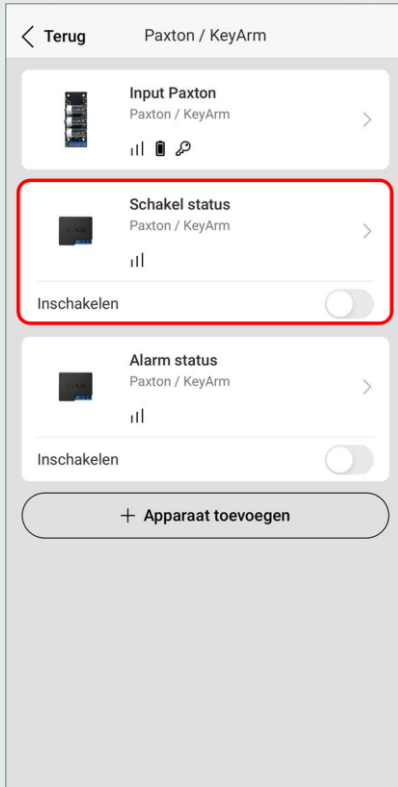 Terug
Paxton / KeyArm
Input Paxton
Paxton / KeyArm
Schakel status
Paxton / KeyArm
Inschakelen
Alarm status
Paxton / KeyArm
Inschakelen
+ Apparaat toevoegen